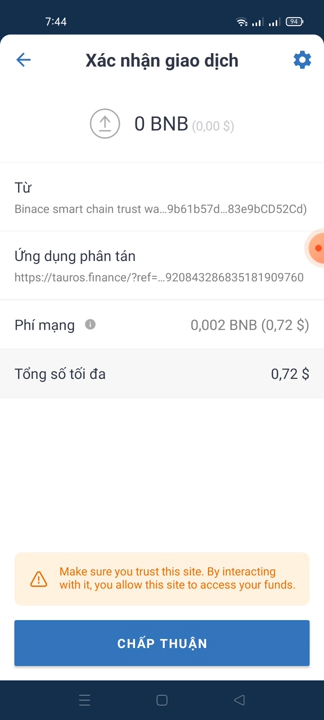 7:44
94
Xác nhận giao dịch
0 BNB (0,00 $)
Từ
Binace smart chain trust wa...9b61b57d...83e9bCD52Cd)
Ứng dụng phân tán
https://tauros.finance/?ref=...920843286835181909760
Phí mạng 0,002 BNB (0,72 $)
Tổng số tối đa 0,72 $
Make sure you trust this site. By interacting
with it, you allow this site to access your funds.
CHẤP THUẬN